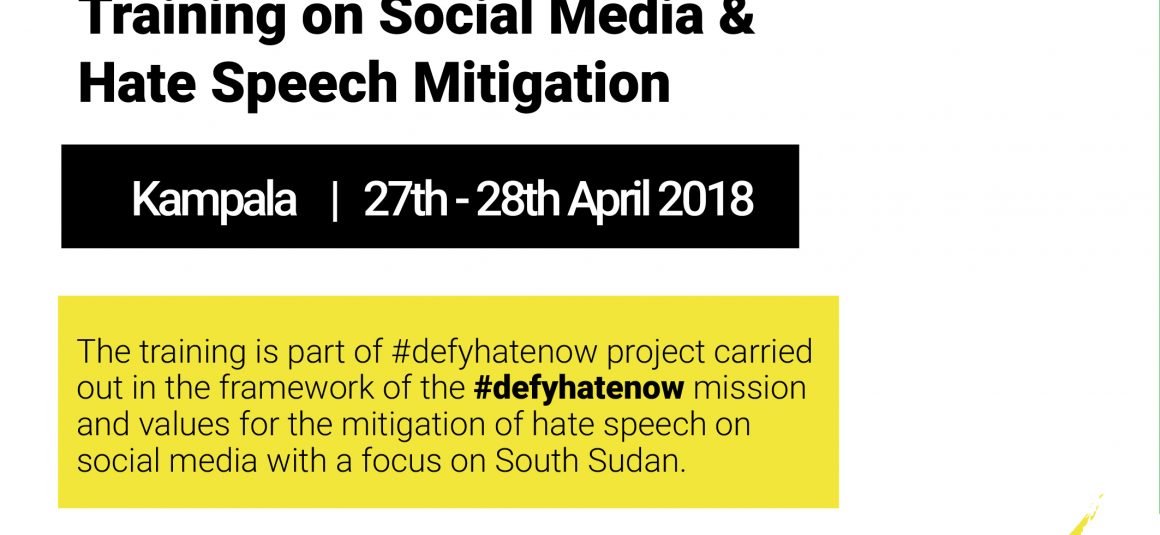 Training on Social Media &
Hate Speech Mitigation
Kampala | 27th - 28th April 2018
The training is part of #defyhatenow project carried
out in the framework of the #defyhatenow mission
and values for the mitigation of hate speech on
social media with a focus on South Sudan.